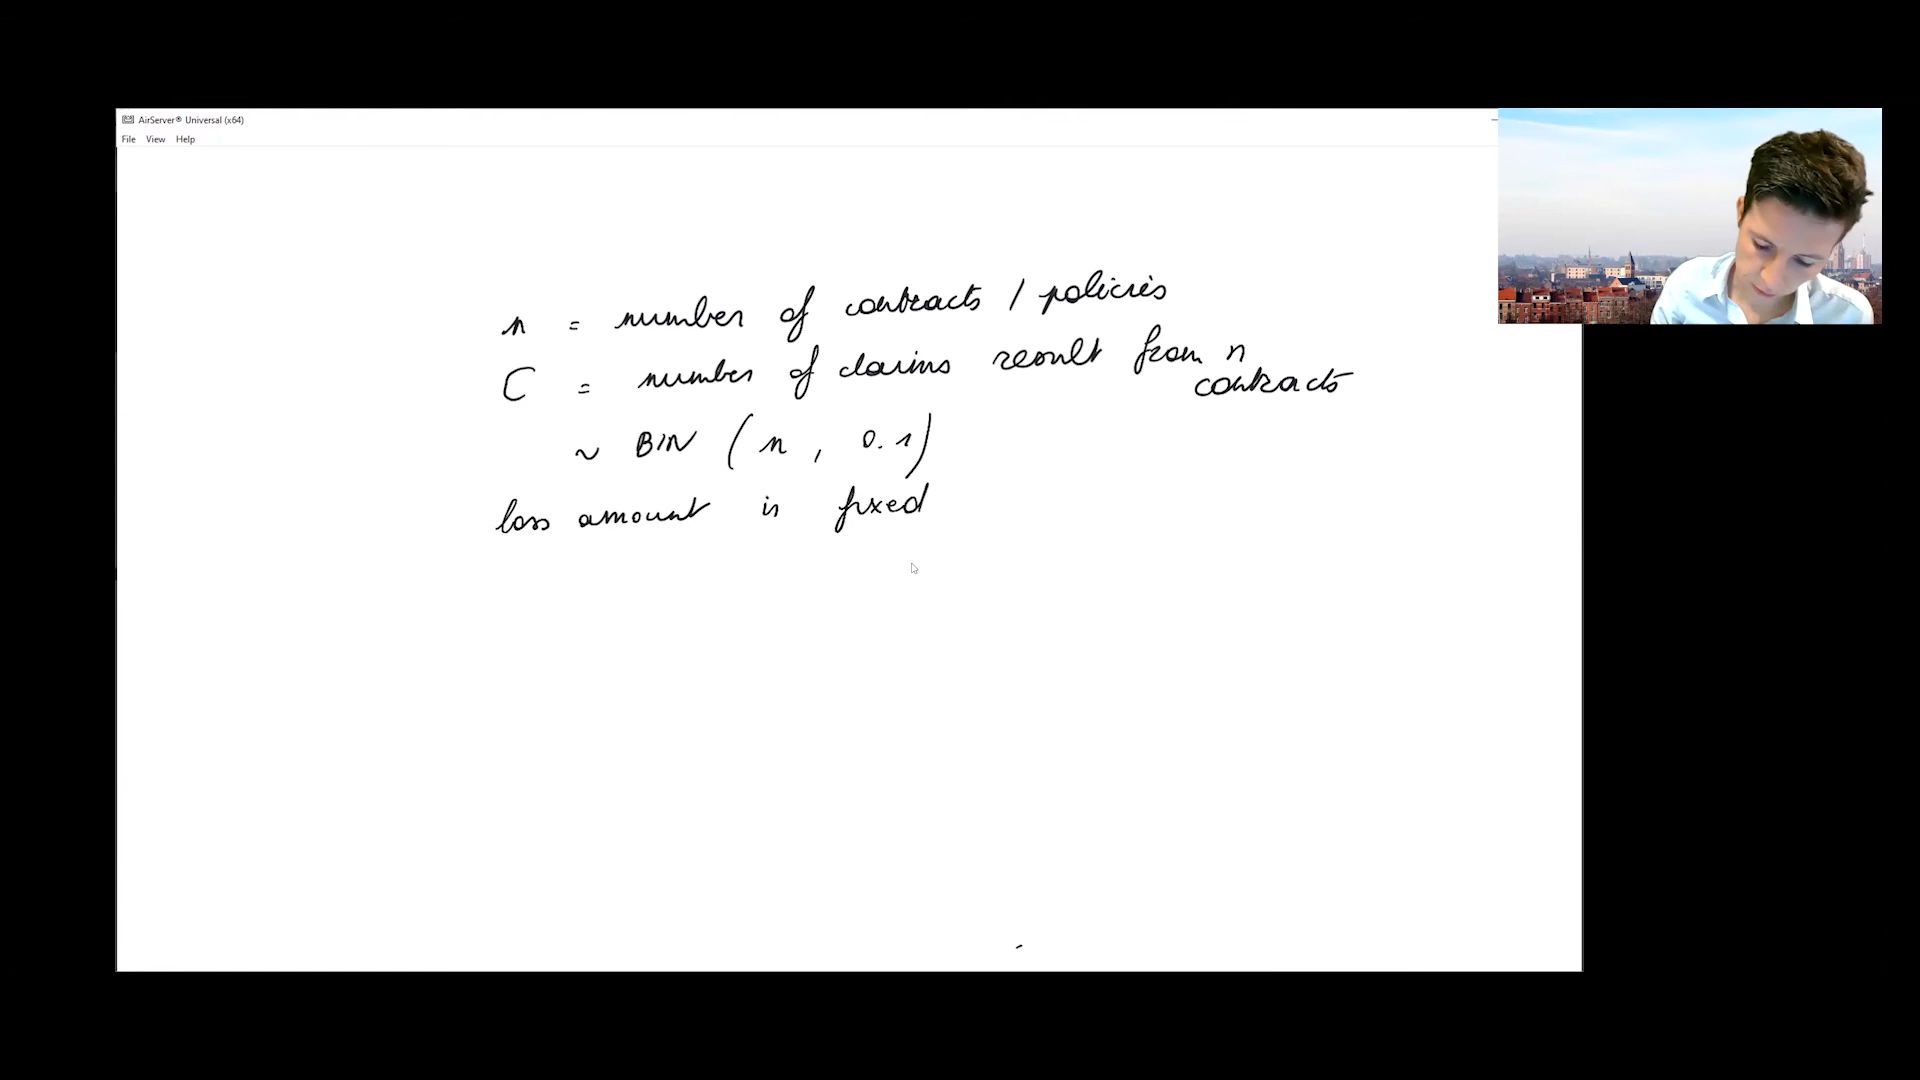 AirServer® Universal (x64)
File View Help
n = number of contracts / policies
C = number of claims result from n
contracts
~ BIN (n, 0.1)
loss amount is fixed